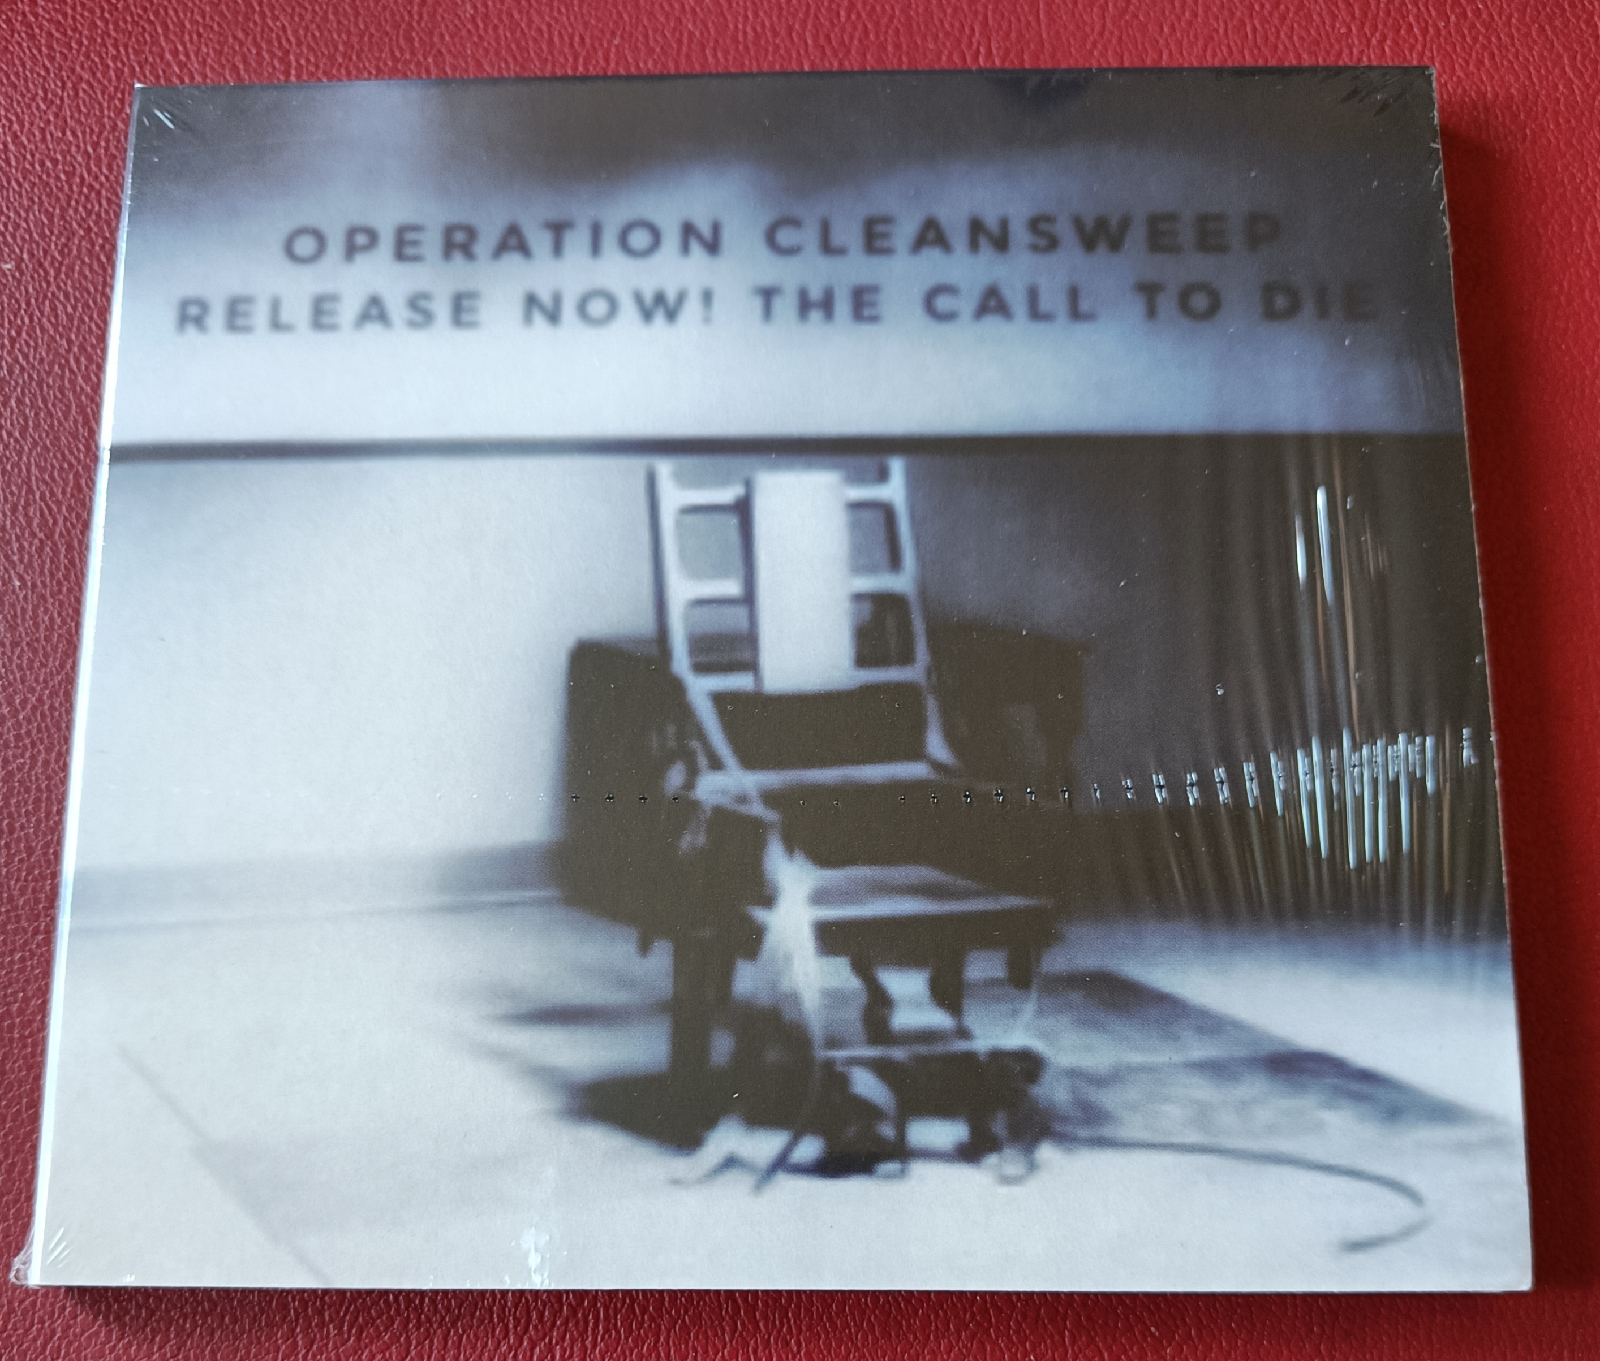 OPERATION CLEANSWEEP
RELEASE NOW! THE CALL TO DIE